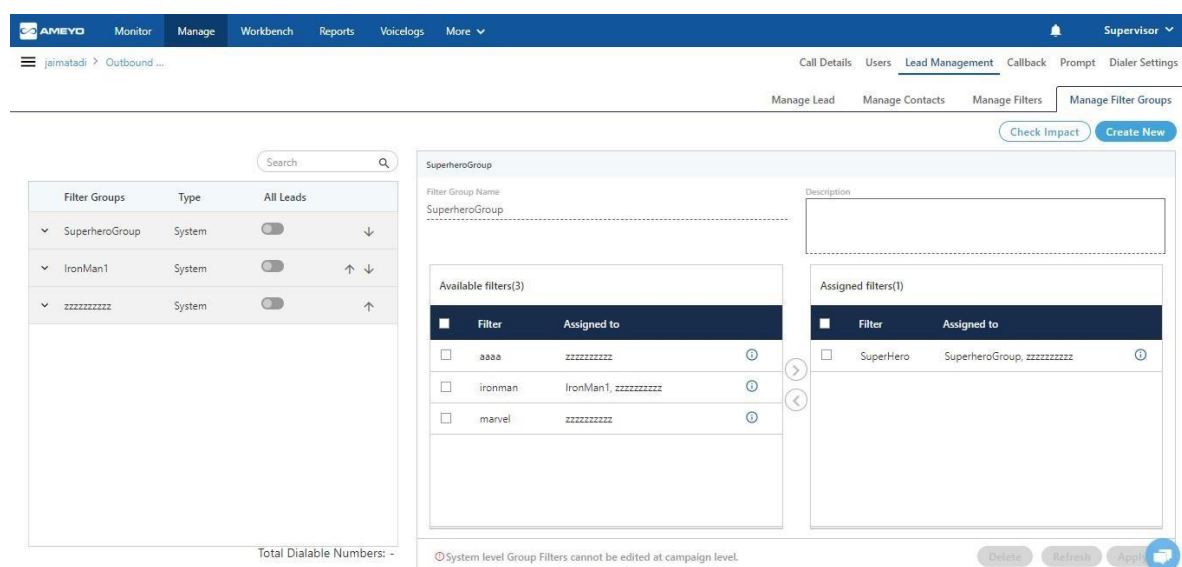 AMEYO Monitor Manage Workbench Reports Voicelogs More Supervisor
jaimatadi > Outbound ... Call Details Users Lead Management Callback Prompt Dialer Settings
Manage Lead Manage Contacts Manage Filters Manage Filter Groups
Check Impact Create New
Search
Filter Groups Type All Leads
SuperheroGroup System
IronMan1 System
zzzzzzzzzz System
Total Dialable Numbers: -
SuperheroGroup
Filter Group Name Description
SuperheroGroup
Available filters(3)
Filter Assigned to
aaaa zzzzzzzzzz
ironman IronMan1, zzzzzzzzzz
marvel zzzzzzzzzz
Assigned filters(1)
Filter Assigned to
SuperHero SuperheroGroup, zzzzzzzzzz
System level Group Filters cannot be edited at campaign level.
Delete Refresh Apply